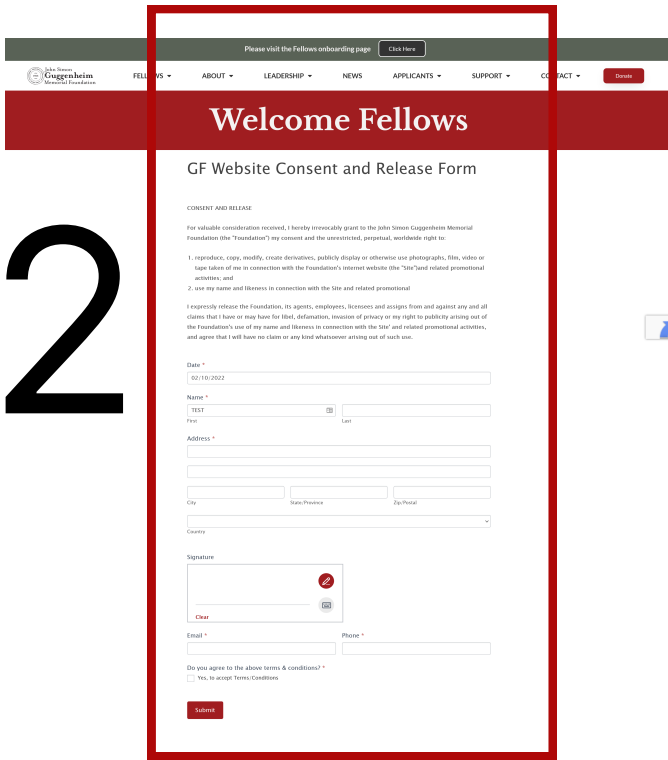 Please visit the Fellows onboarding page Click Here
John Simon
Guggenheim
Memorial Foundation
FELLOWS ABOUT LEADERSHIP NEWS APPLICANTS SUPPORT CONTACT Donate
Welcome Fellows
GF Website Consent and Release Form
2
CONSENT AND RELEASE
For valuable consideration received, I hereby irrevocably grant to the John Simon Guggenheim Memorial
Foundation (the "Foundation") my consent and the unrestricted, perpetual, worldwide right to:
1. reproduce, copy, modify, create derivatives, publicly display or otherwise use photographs, film, video or
tape taken of me in connection with the Foundation's internet website (the "Site")and related promotional
activities; and
2. use my name and likeness in connection with the Site and related promotional
I expressly release the Foundation, its agents, employees, licensees and assigns from and against any and all
claims that I have or may have for libel, defamation, invasion of privacy or my right to publicity arising out of
the Foundation's use of my name and likeness in connection with the Site' and related promotional activities,
and agree that I will have no claim or any kind whatsoever arising out of such use.
Date *
02/10/2022
Name *
TEST
First Last
Address *
City State/Province Zip/Postal
Country
Signature
Clear
Email * Phone *
Do you agree to the above terms & conditions? *
Yes, to accept Terms/Conditions
Submit